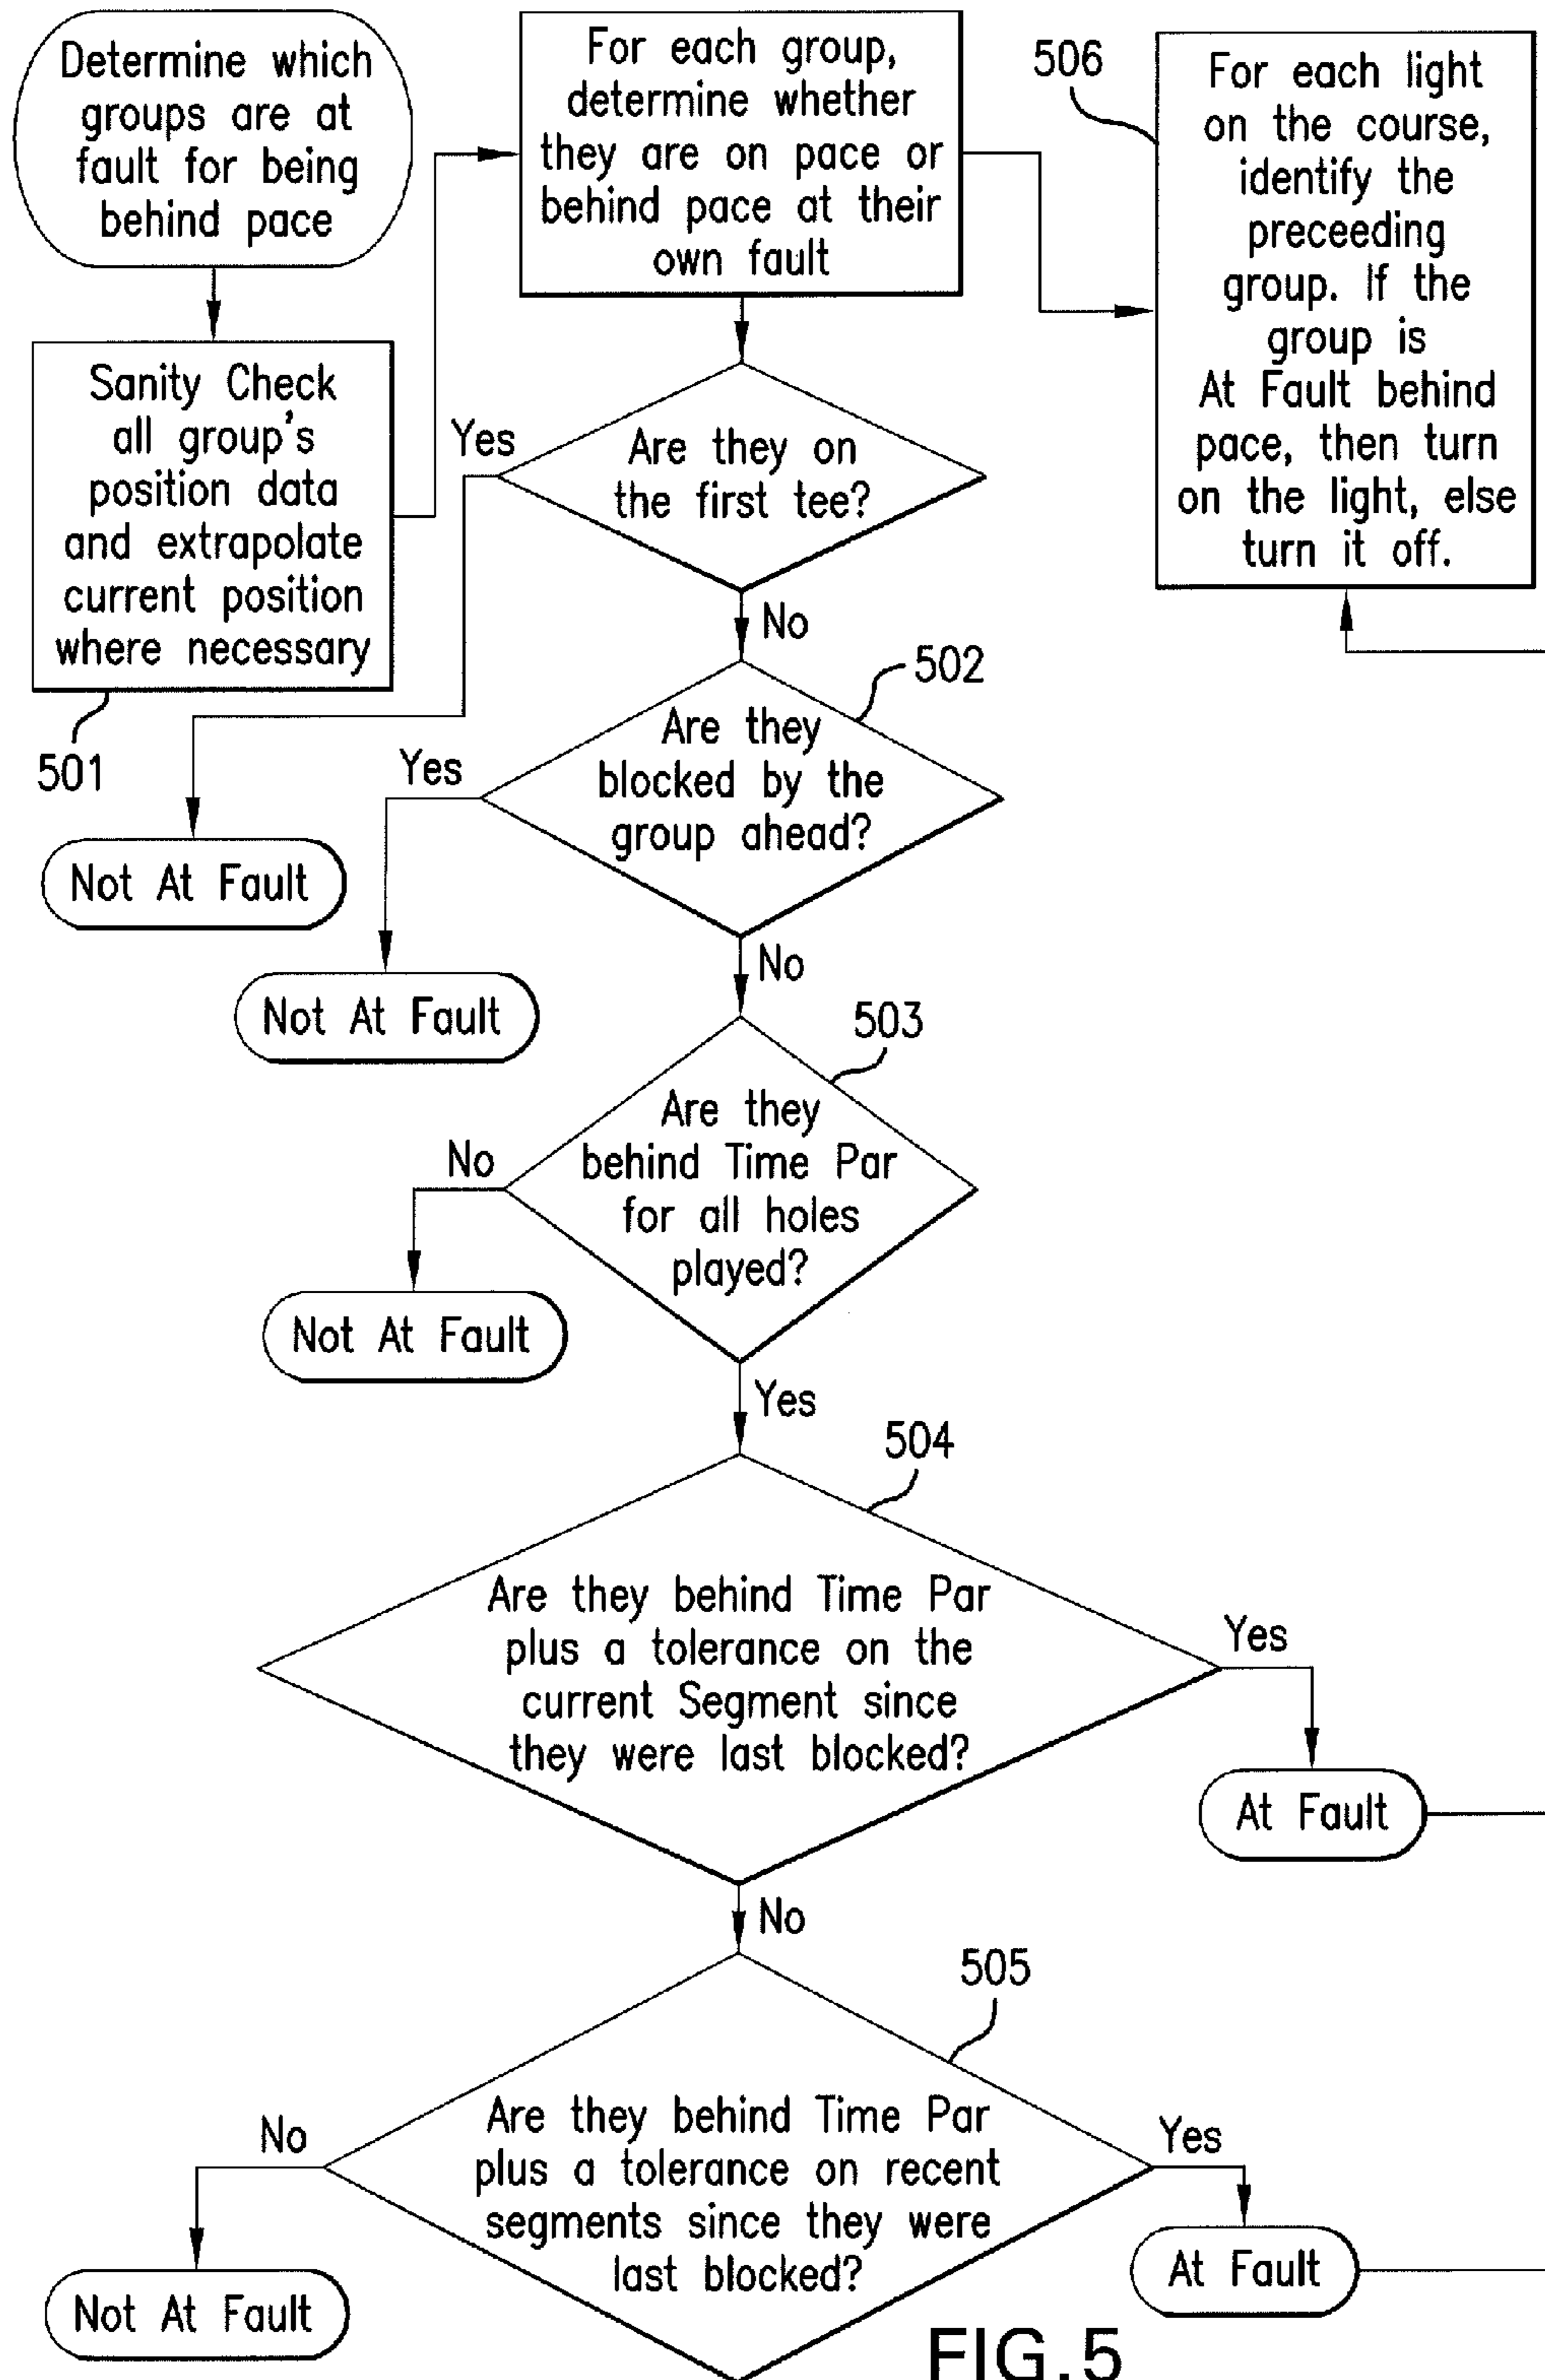 Determine which
groups are at
fault for being
behind pace
Sanity Check
all group's
position data
and extrapolate
current position
where necessary
501
For each group,
determine whether
they are on pace or
behind pace at their
own fault
506
For each light
on the course,
identify the
preceeding
group. If the
group is
At Fault behind
pace, then turn
on the light, else
turn it off.
Yes
Are they on
the first tee?
No
Not At Fault
502
Yes
Are they
blocked by the
group ahead?
No
Not At Fault
503
No
Are they
behind Time Par
for all holes
played?
Not At Fault
Yes
504
Are they behind Time Par
plus a tolerance on the
current Segment since
they were last blocked?
Yes
At Fault
No
505
No
Are they behind Time Par
plus a tolerance on recent
segments since they were
last blocked?
Yes
Not At Fault
At Fault
FIG.5